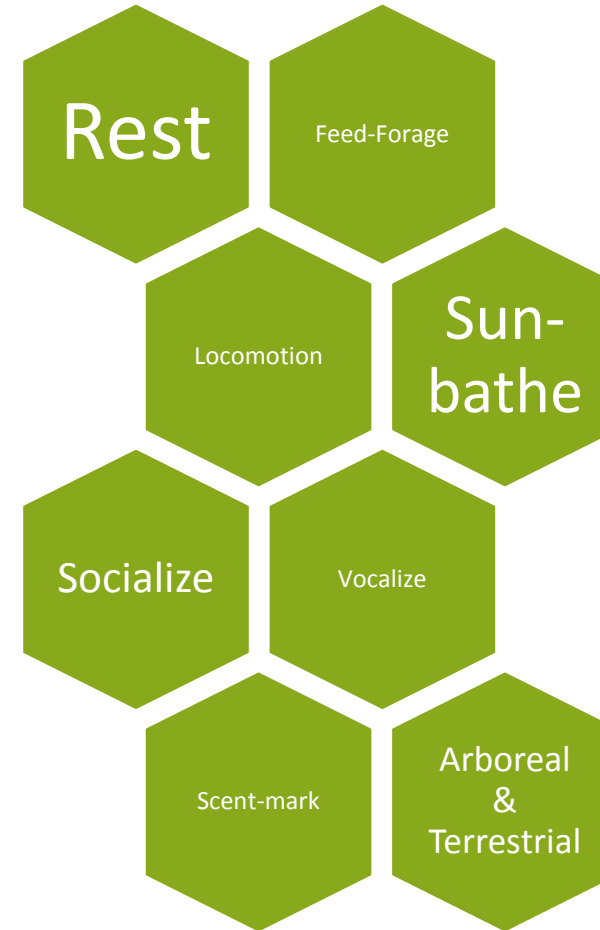 Rest
Feed-Forage
Locomotion
Sun-
bathe
Socialize
Vocalize
Scent-mark
Arboreal
&
Terrestrial